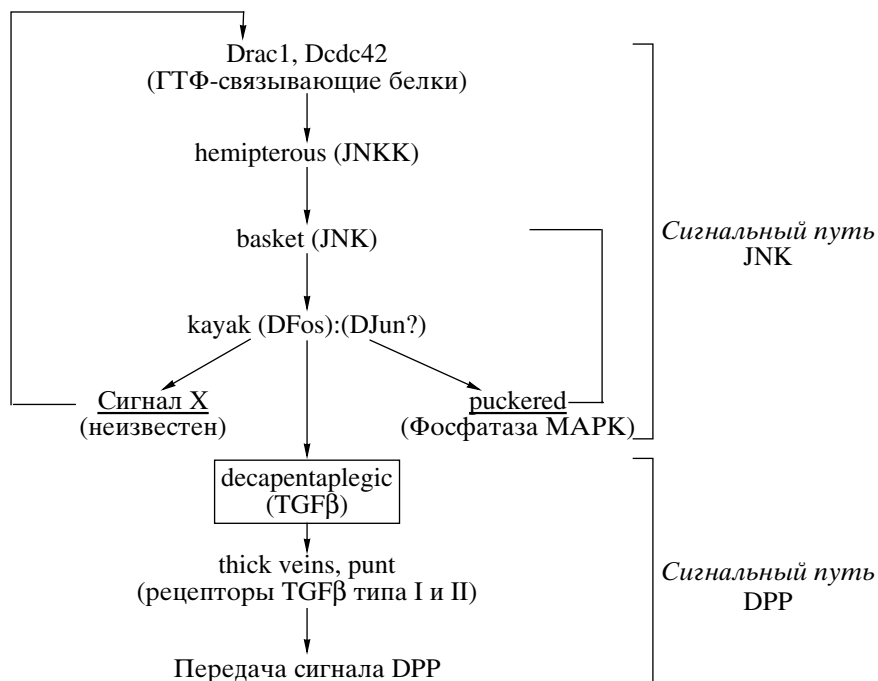 Drac1, Dcdc42
(ГТФ-связывающие белки)
hemipterous (JNKK)
basket (JNK)
Сигнальный путь
JNK
kayak (DFos):(DJun?)
Сигнал X
(неизвестен)
puckered
(Фосфатаза МАРK)
decapentaplegic
(TGFβ)
thick veins, punt
(рецепторы TGFβ типа I и II)
Сигнальный путь
DPP
Передача сигнала DPP